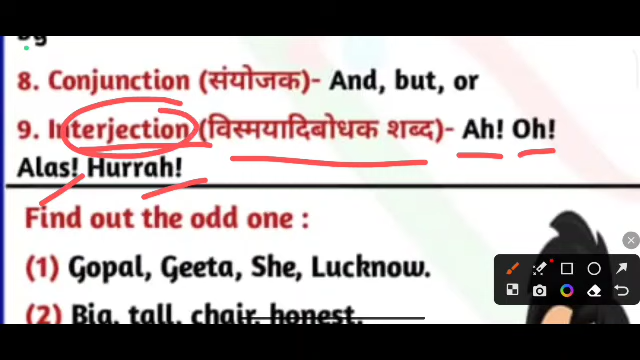 by
8. Conjunction (संयोजक)- And, but, or
9. Interjection (विस्मयादिबोधक शब्द)- Ah! Oh!
Alas! Hurrah!
Find out the odd one :
(1) Gopal, Geeta, She, Lucknow.
(2) Big, tall, chair, honest.